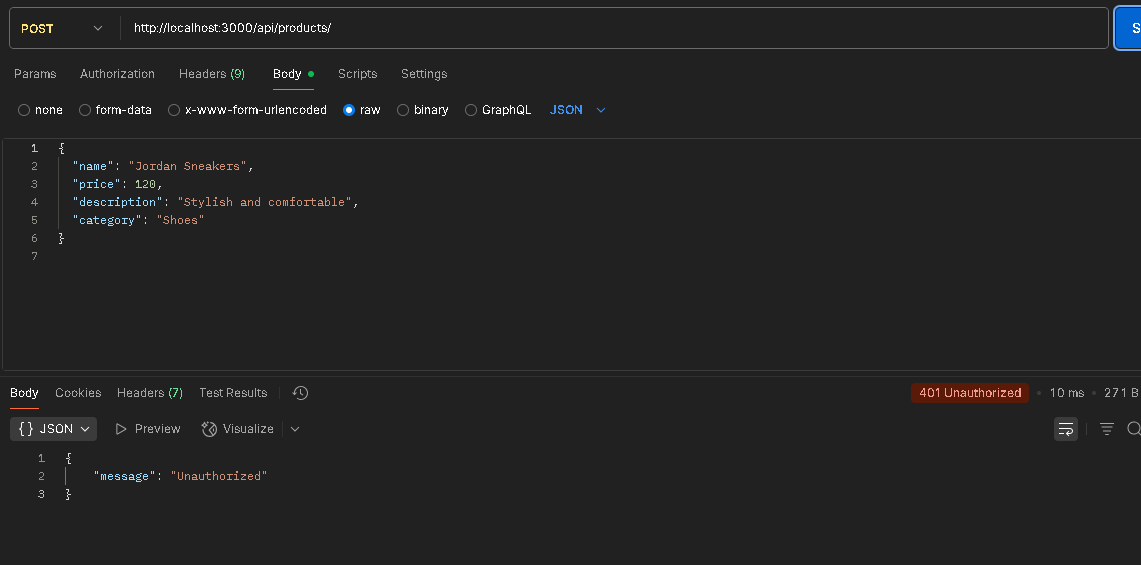 POST http://localhost:3000/api/products/ S
Params Authorization Headers (9) Body Scripts Settings
none form-data x-www-form-urlencoded raw binary GraphQL JSON
1 {
2 "name": "Jordan Sneakers",
3 "price": 120,
4 "description": "Stylish and comfortable",
5 "category": "Shoes"
6 }
7
Body Cookies Headers (7) Test Results 401 Unauthorized • 10 ms • 271 B
{} JSON Preview Visualize
1 {
2 "message": "Unauthorized"
3 }